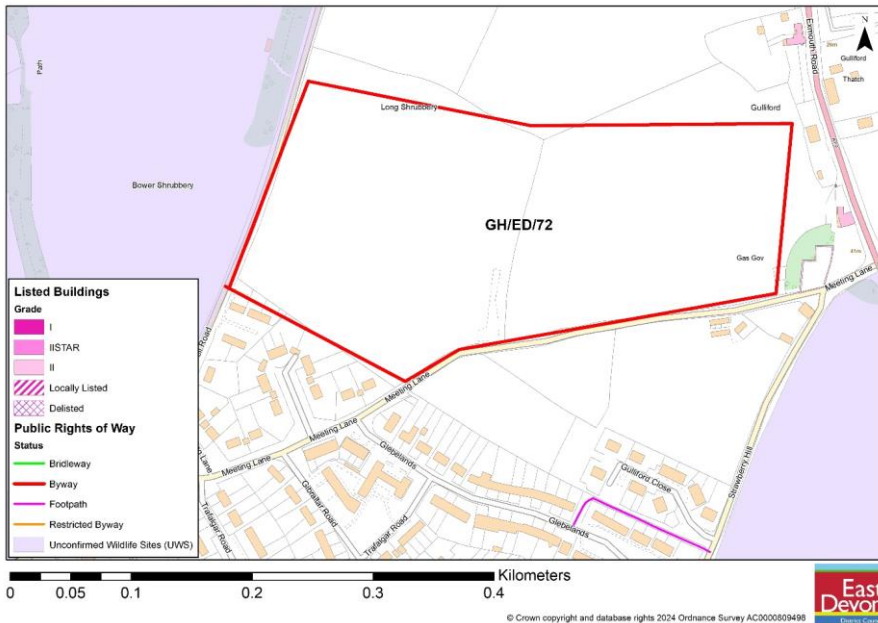 N
Path
Exmouth Road
Gulliford
Thatch
Long Shrubbery
Gulliford
Bower Shrubbery
GH/ED/72
Gas Gov
Meeting Lane
Listed Buildings
Grade
I
IISTAR
II
Locally Listed
Delisted
Public Rights of Way
Status
Bridleway
Byway
Footpath
Restricted Byway
Unconfirmed Wildlife Sites (UWS)
Meeting Lane
Meeting Lane
Meeting Lane
Glebelands
Gulliford Close
Strawberry Hill
Gibraltar Road
Trafalgar Road
Trafalgar Road
Glebelands
Kilometers
0 0.05 0.1 0.2 0.3 0.4
East
Devon
District Council
© Crown copyright and database rights 2024 Ordnance Survey AC0000809498